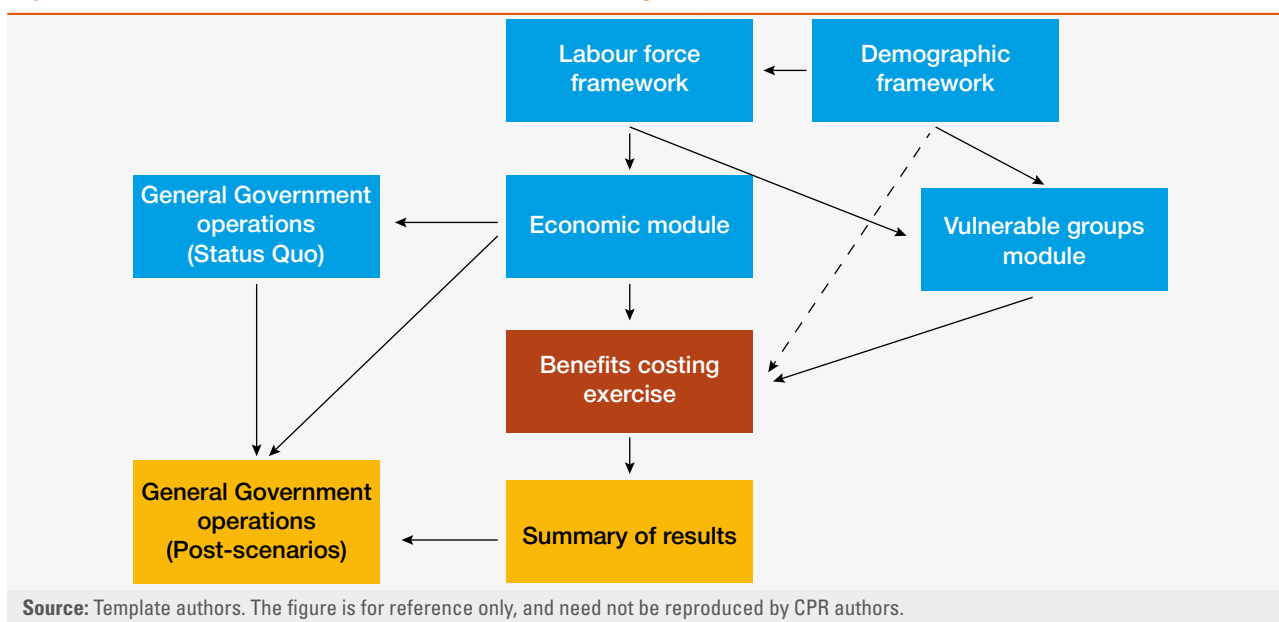 Labour force
framework
Demographic
framework
General Government
operations
(Status Quo)
Economic module
Vulnerable groups
module
Benefits costing
exercise
General Government
operations
(Post-scenarios)
Summary of results
Source: Template authors. The figure is for reference only, and need not be reproduced by CPR authors.